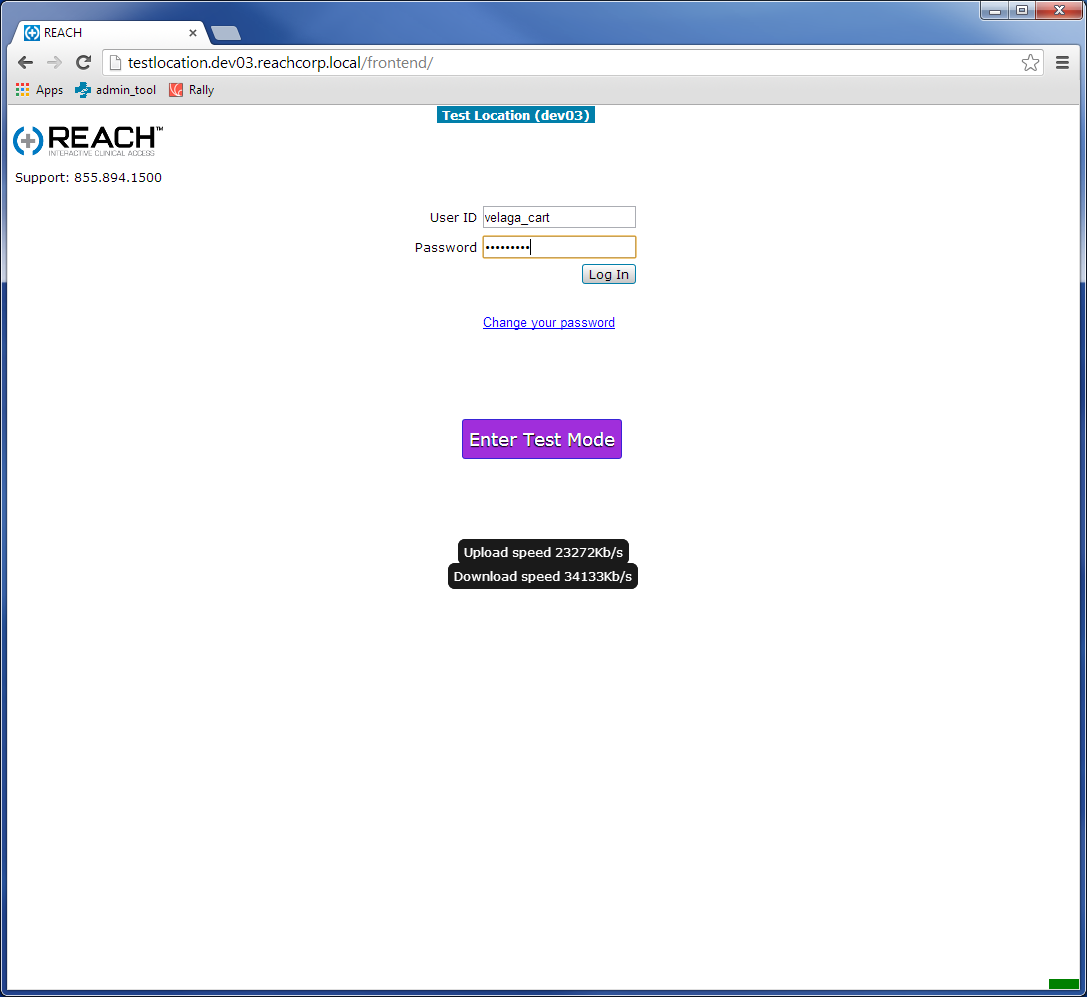 REACH
testlocation.dev03.reachcorp.local/frontend/
Apps admin_tool Rally
Test Location (dev03)
REACH™
INTERACTIVE CLINICAL ACCESS
Support: 855.894.1500
User ID velaga_cart
Password •••••••••
Log In
Change your password
Enter Test Mode
Upload speed 23272Kb/s
Download speed 34133Kb/s